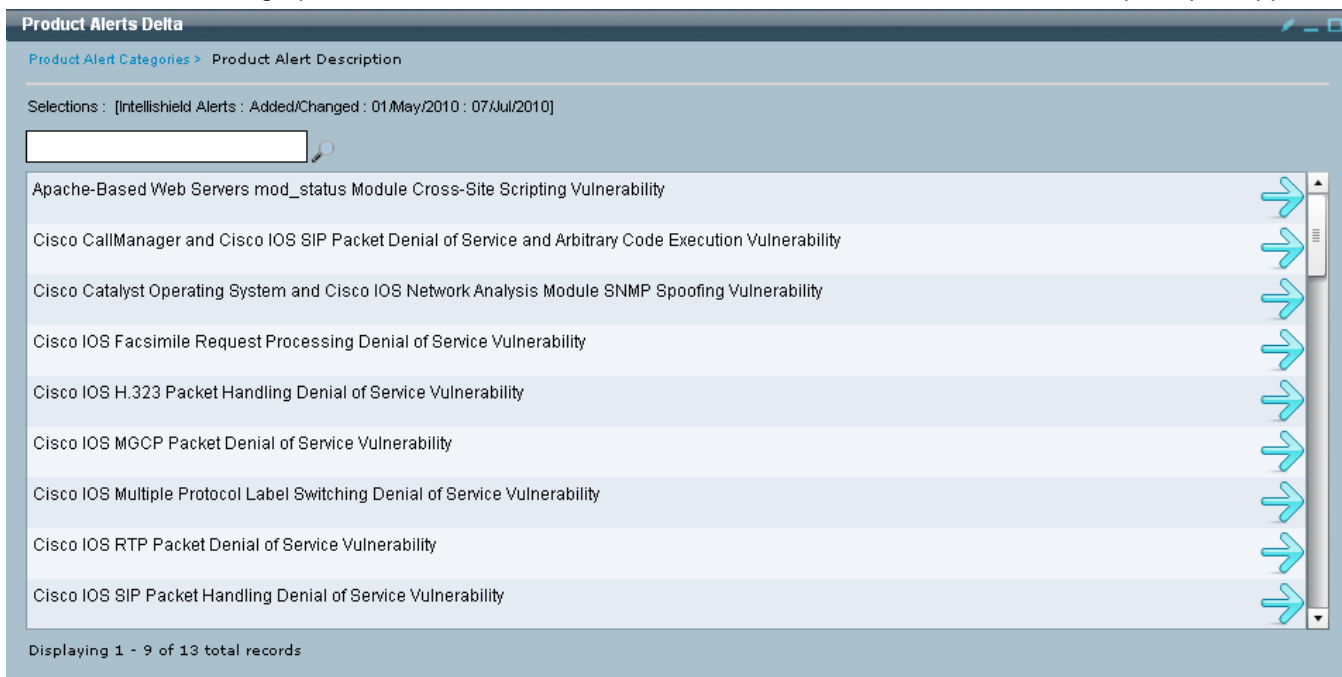 Product Alerts Delta
Product Alert Categories > Product Alert Description
Selections : [Intellishield Alerts : Added/Changed : 01/May/2010 : 07/Jul/2010]
Apache-Based Web Servers mod_status Module Cross-Site Scripting Vulnerability
Cisco CallManager and Cisco IOS SIP Packet Denial of Service and Arbitrary Code Execution Vulnerability
Cisco Catalyst Operating System and Cisco IOS Network Analysis Module SNMP Spoofing Vulnerability
Cisco IOS Facsimile Request Processing Denial of Service Vulnerability
Cisco IOS H.323 Packet Handling Denial of Service Vulnerability
Cisco IOS MGCP Packet Denial of Service Vulnerability
Cisco IOS Multiple Protocol Label Switching Denial of Service Vulnerability
Cisco IOS RTP Packet Denial of Service Vulnerability
Cisco IOS SIP Packet Handling Denial of Service Vulnerability
Displaying 1 - 9 of 13 total records